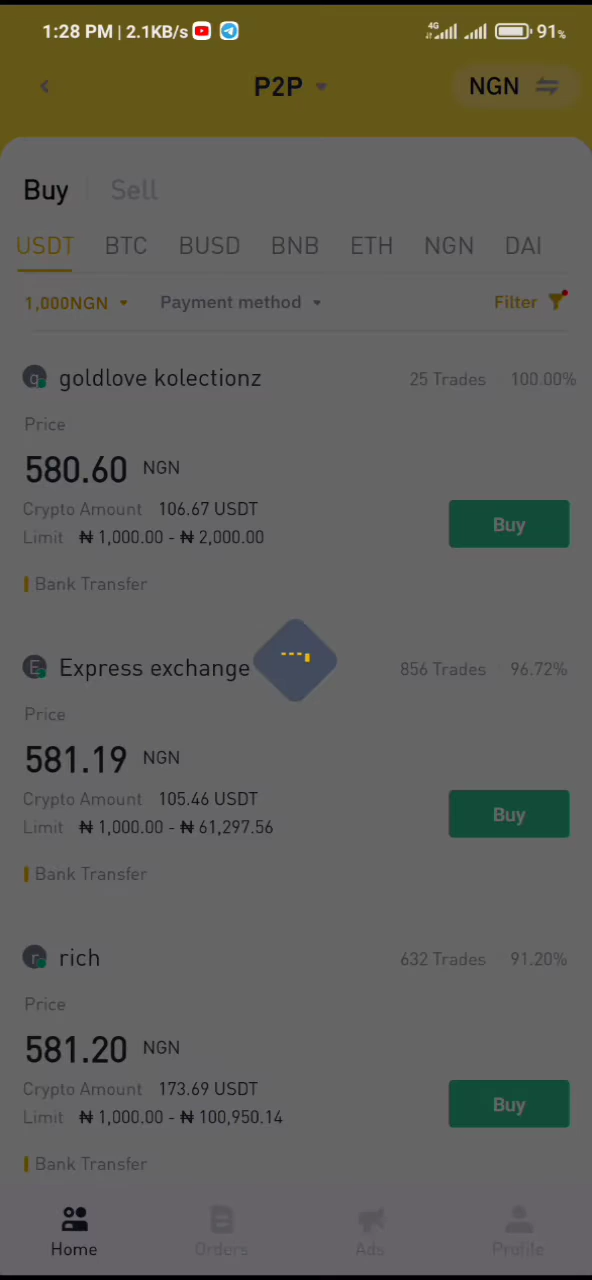 1:28 PM | 2.1KB/s 4G 91%
P2P NGN
Buy Sell
USDT BTC BUSD BNB ETH NGN DAI
1,000NGN Payment method Filter
g goldlove kolectionz 25 Trades 100.00%
Price
580.60 NGN
Crypto Amount 106.67 USDT
Limit ₦ 1,000.00 - ₦ 2,000.00
Buy
Bank Transfer
E Express exchange 856 Trades 96.72%
Price
581.19 NGN
Crypto Amount 105.46 USDT
Limit ₦ 1,000.00 - ₦ 61,297.56
Buy
Bank Transfer
r rich 632 Trades 91.20%
Price
581.20 NGN
Crypto Amount 173.69 USDT
Limit ₦ 1,000.00 - ₦ 100,950.14
Buy
Bank Transfer
Home Orders Ads Profile